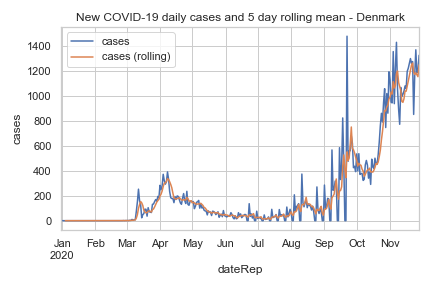 New COVID-19 daily cases and 5 day rolling mean - Denmark
cases
cases (rolling)
1400
1200
1000
800
600
400
200
0
cases
Jan Feb Mar Apr May Jun Jul Aug Sep Oct Nov
2020
dateRep